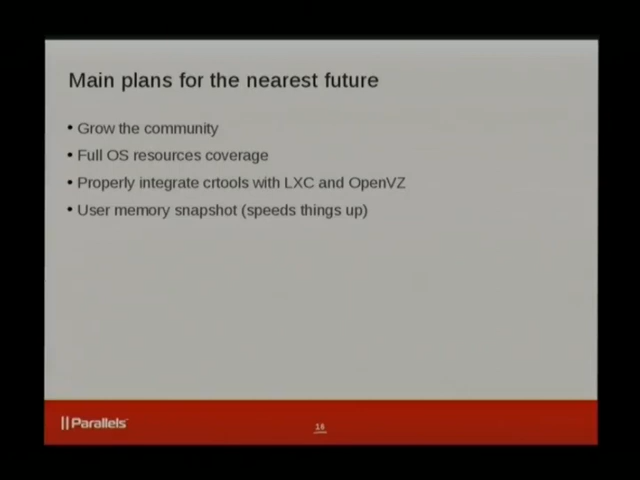 Main plans for the nearest future
• Grow the community
• Full OS resources coverage
• Properly integrate crtools with LXC and OpenVZ
• User memory snapshot (speeds things up)
Parallels
16